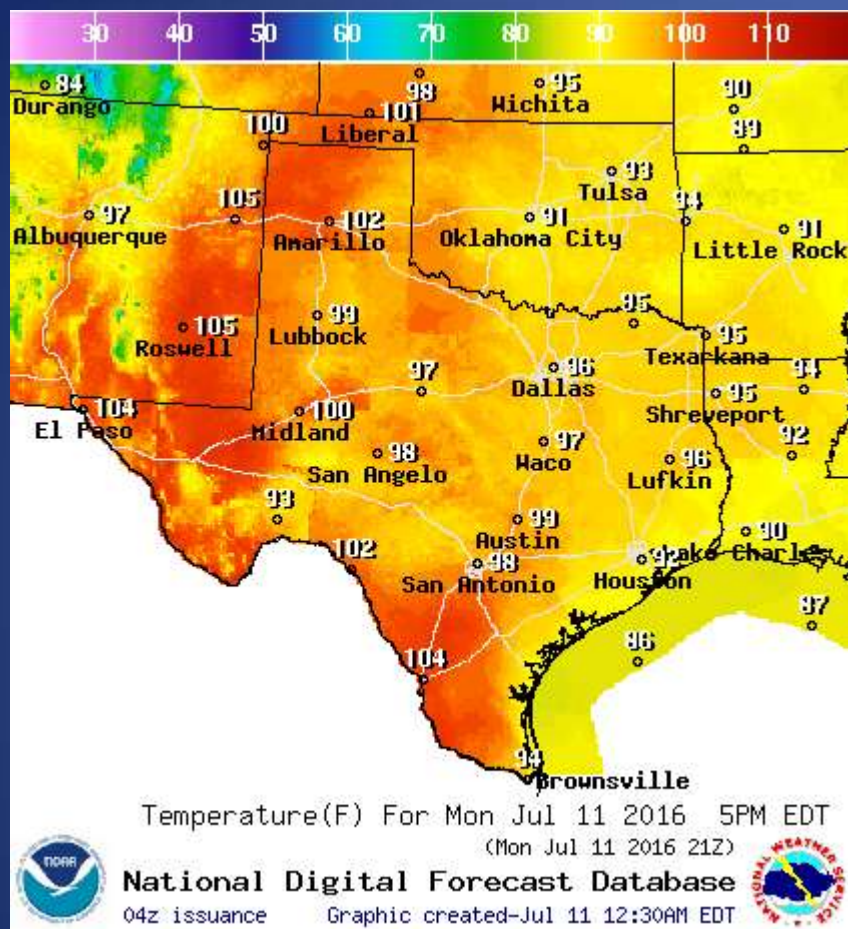 30 40 50 60 70 80 90 100 110
84
Durango
98
95
Wichita
101
Liberal
90
89
100
93
Tulsa
97
Albuquerque
105
102
Amarillo
91
Oklahoma City
94
91
Little Rock
105
Roswell
99
Lubbock
95
95
Texarkana
97
96
Dallas
95
Shreveport
94
104
El Paso
100
Midland
98
San Angelo
97
Waco
96
Lufkin
92
93
99
Austin
90
Lake Charles
102
98
San Antonio
92
Houston
87
86
104
94
Brownsville
Temperature(F) For Mon Jul 11 2016 5PM EDT
(Mon Jul 11 2016 21Z)
National Digital Forecast Database
04z issuance Graphic created-Jul 11 12:30AM EDT
NOAA
NATIONAL WEATHER SERVICE